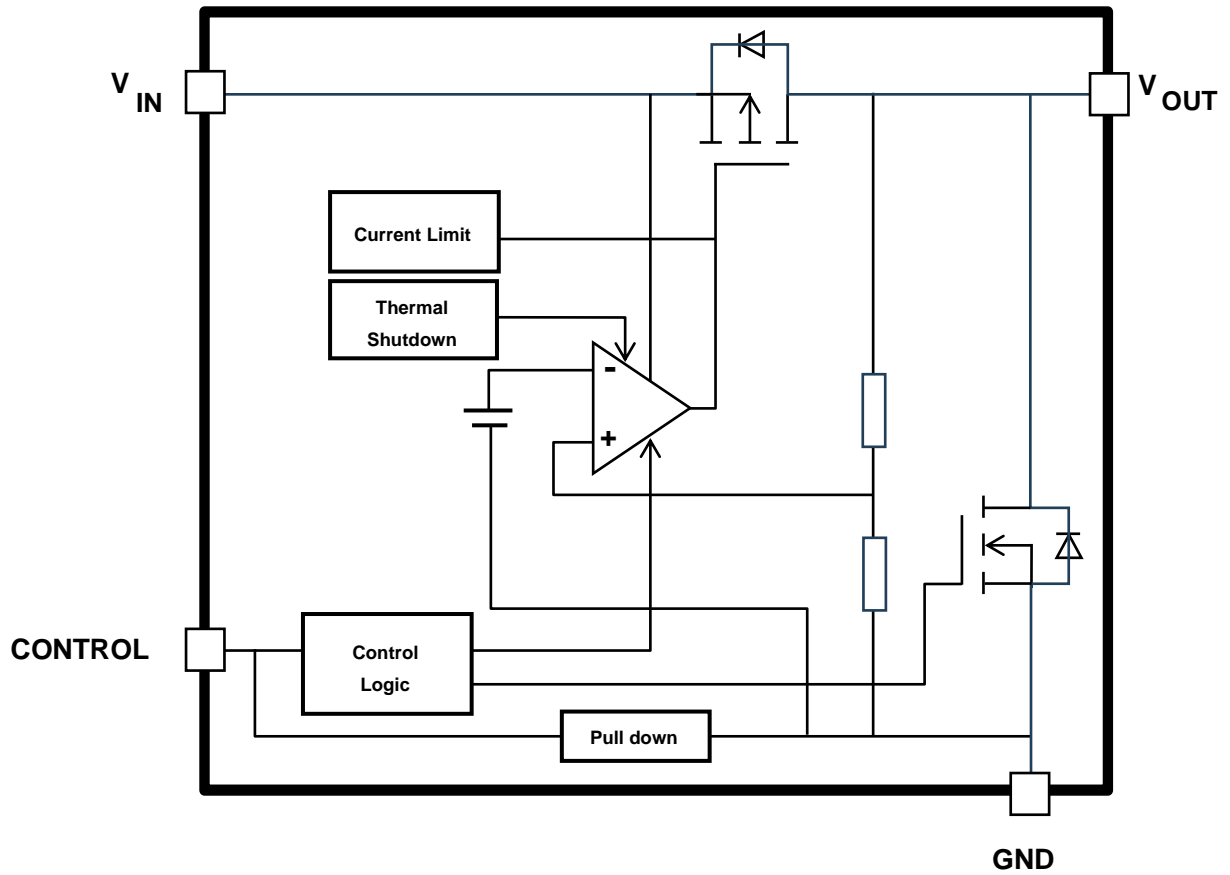 V IN
V OUT
Current Limit
Thermal
Shutdown
-
+
CONTROL
Control
Logic
Pull down
GND